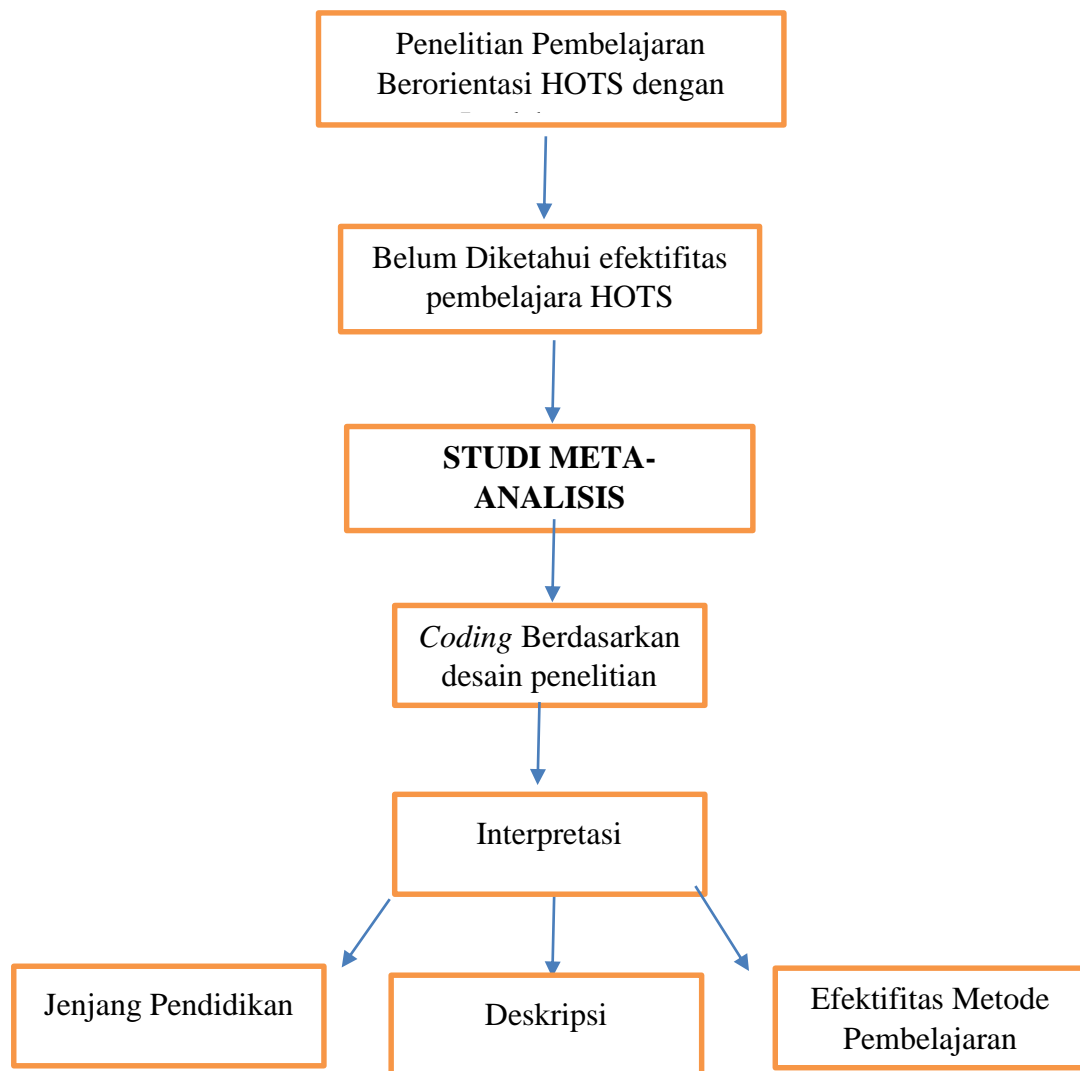 Penelitian Pembelajaran
Berorientasi HOTS dengan
Belum Diketahui efektifitas
pembelajara HOTS
STUDI META-
ANALISIS
Coding Berdasarkan
desain penelitian
Interpretasi
Jenjang Pendidikan
Deskripsi
Efektifitas Metode
Pembelajaran